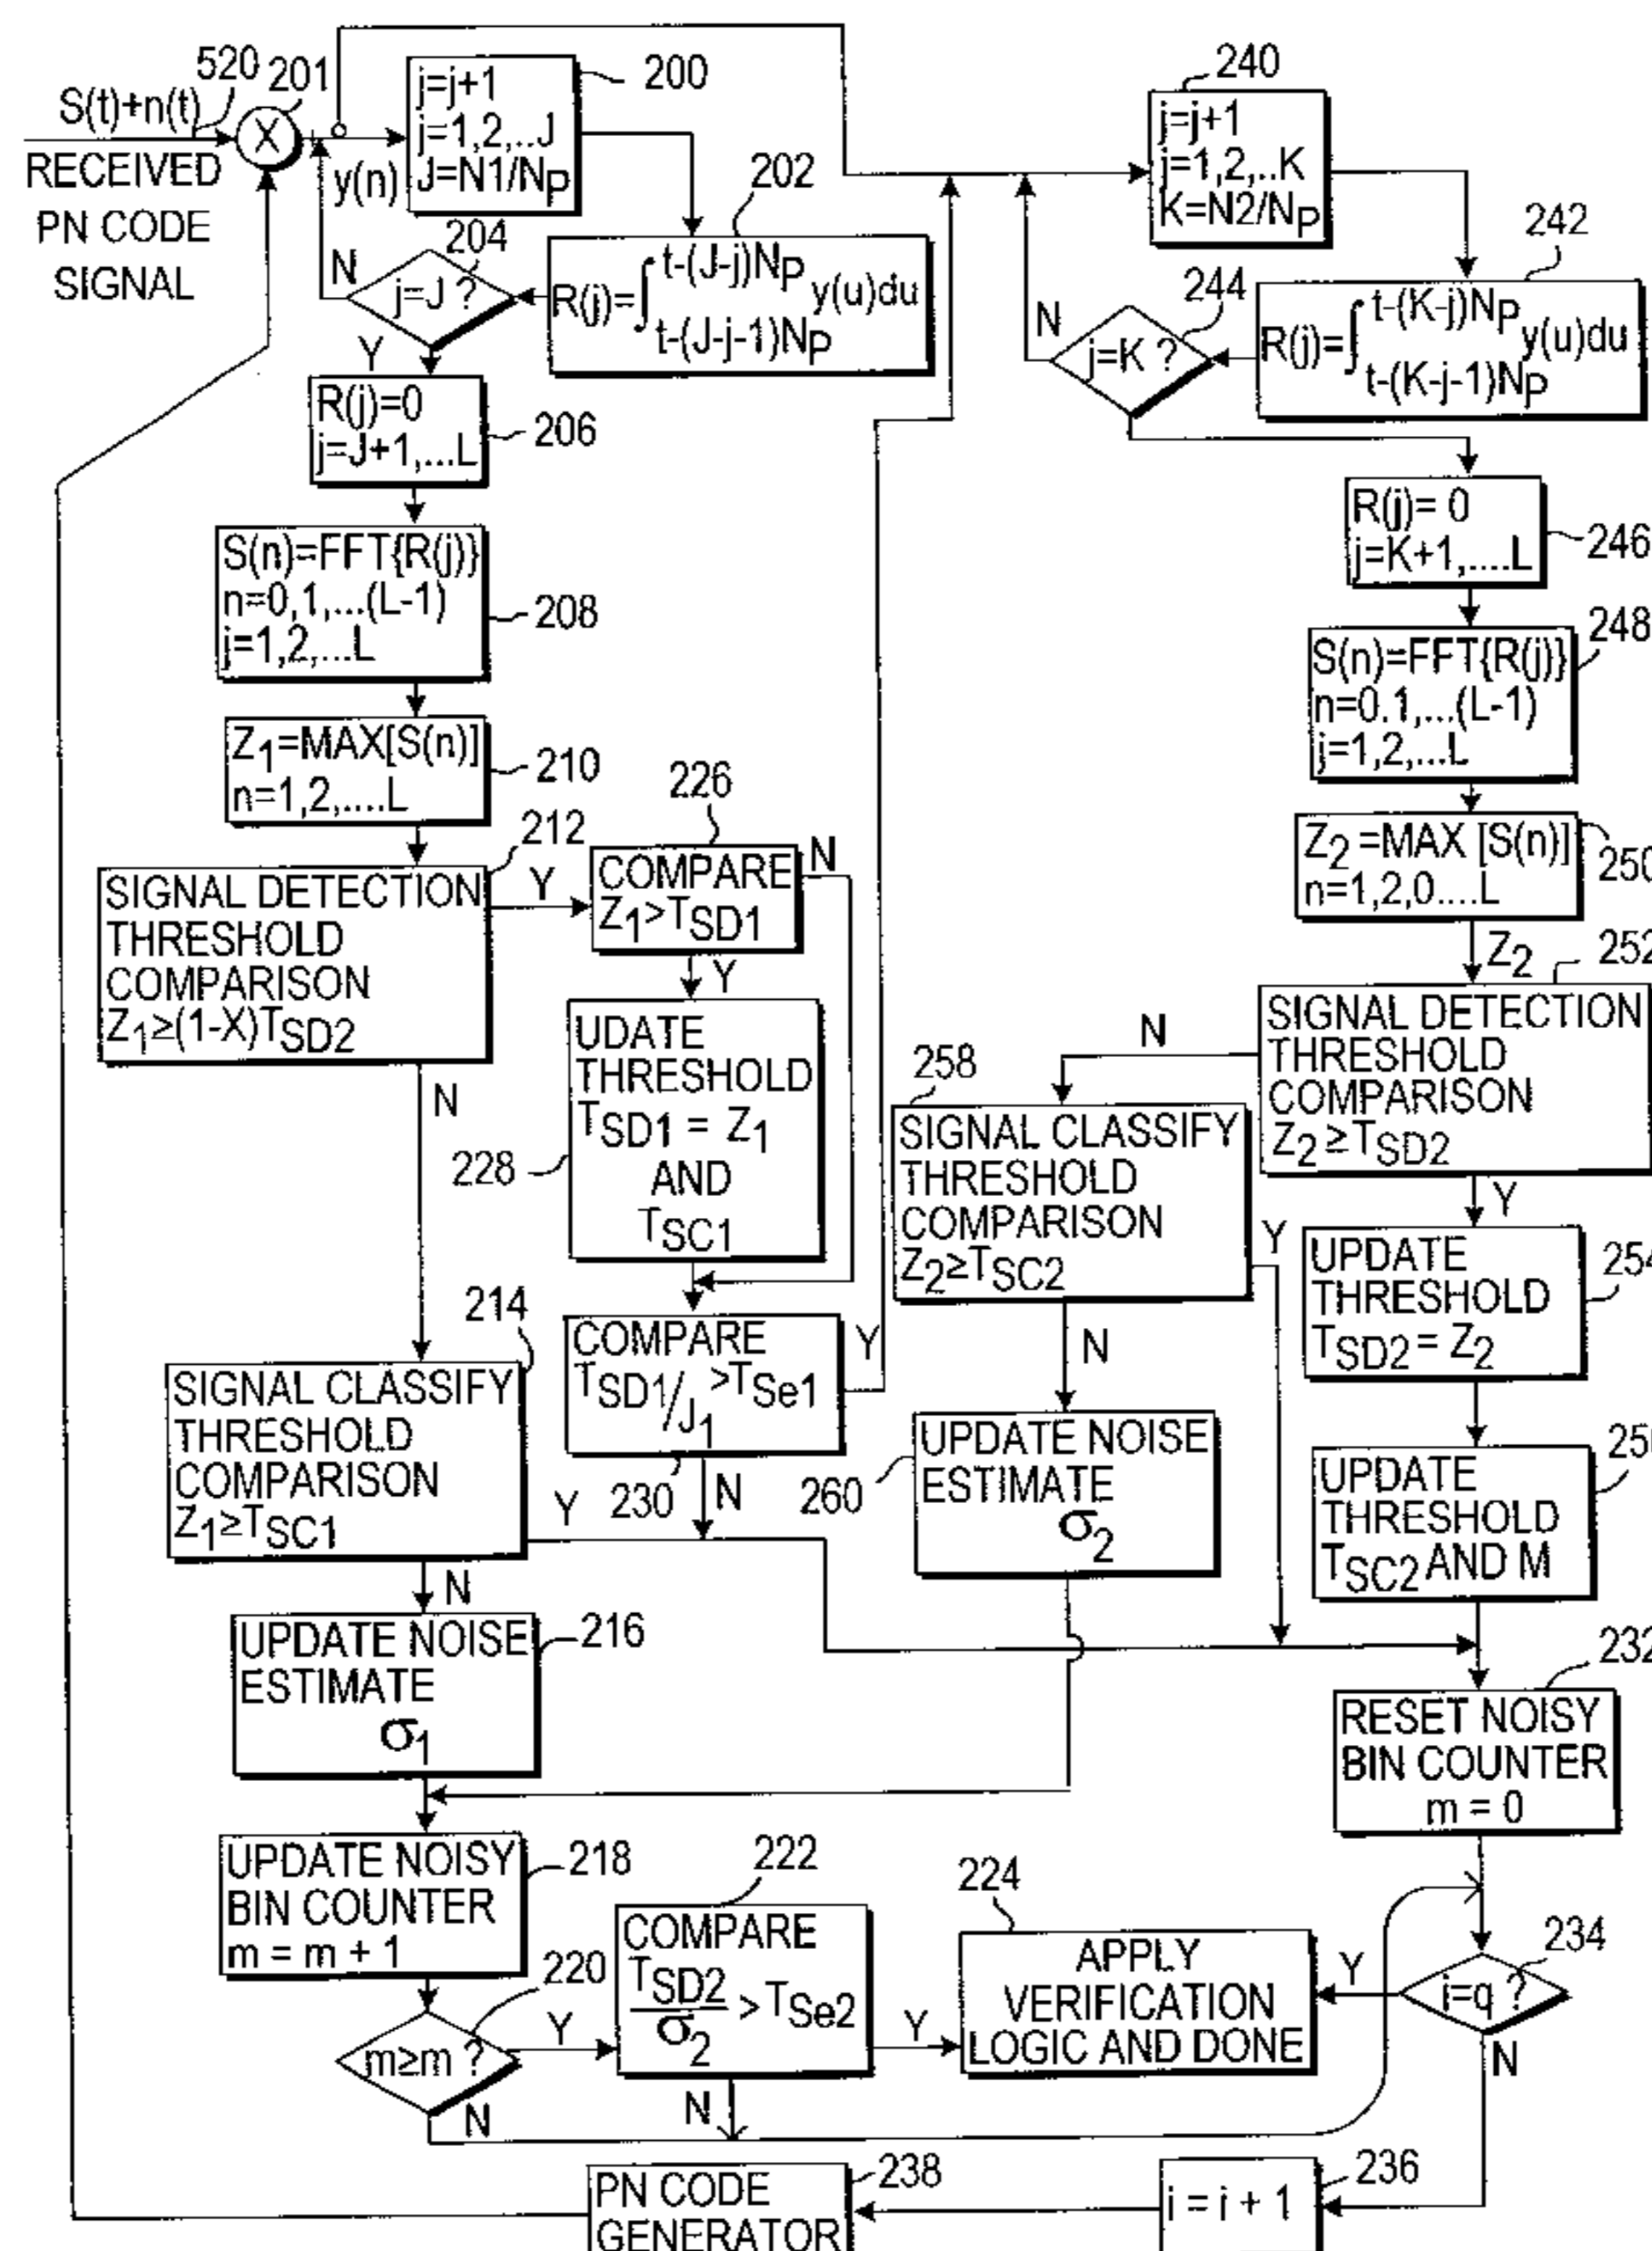 520
201
S(t)+n(t)
X
RECEIVED
PN CODE
SIGNAL
y(n)
j=j+1
j=1,2,..J
J=N1/NP
200
202
R(j)=∫ t-(J-j)NP y(u)du
t-(J-j-1)NP
204
j=J ?
N
Y
R(j)=0
j=J+1,...L
206
S(n)=FFT{R(j)}
n=0,1,...(L-1)
j=1,2,...L
208
Z1=MAX[S(n)]
n=1,2,....L
210
212
SIGNAL DETECTION
THRESHOLD
COMPARISON
Z1≥(1-X)TSD2
Y
N
226
COMPARE
Z1>TSD1
N
Y
UDATE
THRESHOLD
TSD1 = Z1
AND
TSC1
228
COMPARE
TSD1/J1 >TSe1
Y
230
N
214
SIGNAL CLASSIFY
THRESHOLD
COMPARISON
Z1≥TSC1
Y
N
UPDATE NOISE
ESTIMATE
σ1
216
UPDATE NOISY
BIN COUNTER
m = m + 1
218
220
m≥m ?
Y
N
222
COMPARE
TSD2
σ2
> TSe2
Y
N
224
APPLY
VERIFICATION
LOGIC AND DONE
240
j=j+1
j=1,2,..K
K=N2/NP
242
R(j)=∫ t-(K-j)NP y(u)du
t-(K-j-1)NP
244
j=K ?
N
R(j)= 0
j=K+1,....L
246
248
S(n)=FFT{R(j)}
n=0.1,...(L-1)
j=1,2,...L
Z2 =MAX [S(n)]
n=1,2,0....L
250
Z2
252
SIGNAL DETECTION
THRESHOLD
COMPARISON
Z2 ≥TSD2
N
Y
258
SIGNAL CLASSIFY
THRESHOLD
COMPARISON
Z2≥TSC2
Y
N
UPDATE NOISE
ESTIMATE
σ2
260
UPDATE
THRESHOLD
TSD2 = Z2
UPDATE
THRESHOLD
TSC2 AND M
232
RESET NOISY
BIN COUNTER
m = 0
234
i=q ?
Y
N
i = i + 1
236
PN CODE
GENERATOR
238